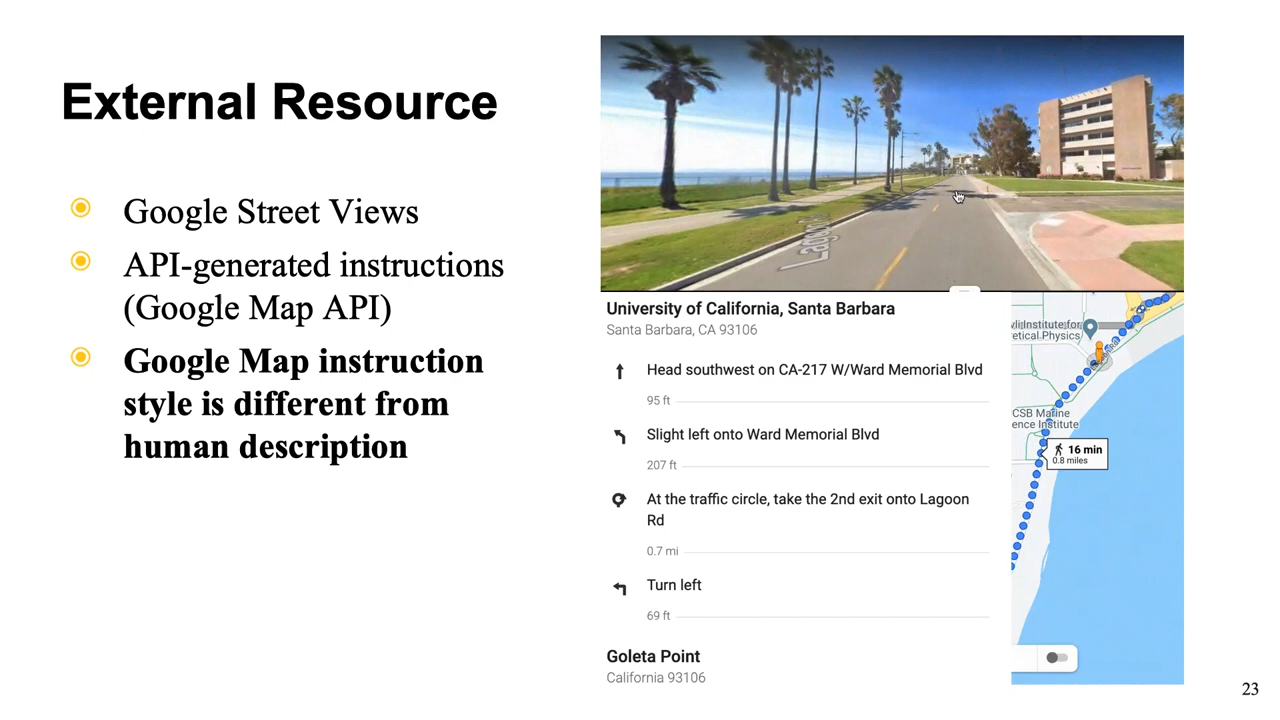 External Resource
Google Street Views
API-generated instructions
(Google Map API)
Google Map instruction
style is different from
human description
University of California, Santa Barbara
Santa Barbara, CA 93106
Head southwest on CA-217 W/Ward Memorial Blvd
95 ft
Slight left onto Ward Memorial Blvd
207 ft
At the traffic circle, take the 2nd exit onto Lagoon
Rd
0.7 mi
Turn left
69 ft
Goleta Point
California 93106
Institute for
Physics
Marine
Institute
16 min
0.8 miles
23